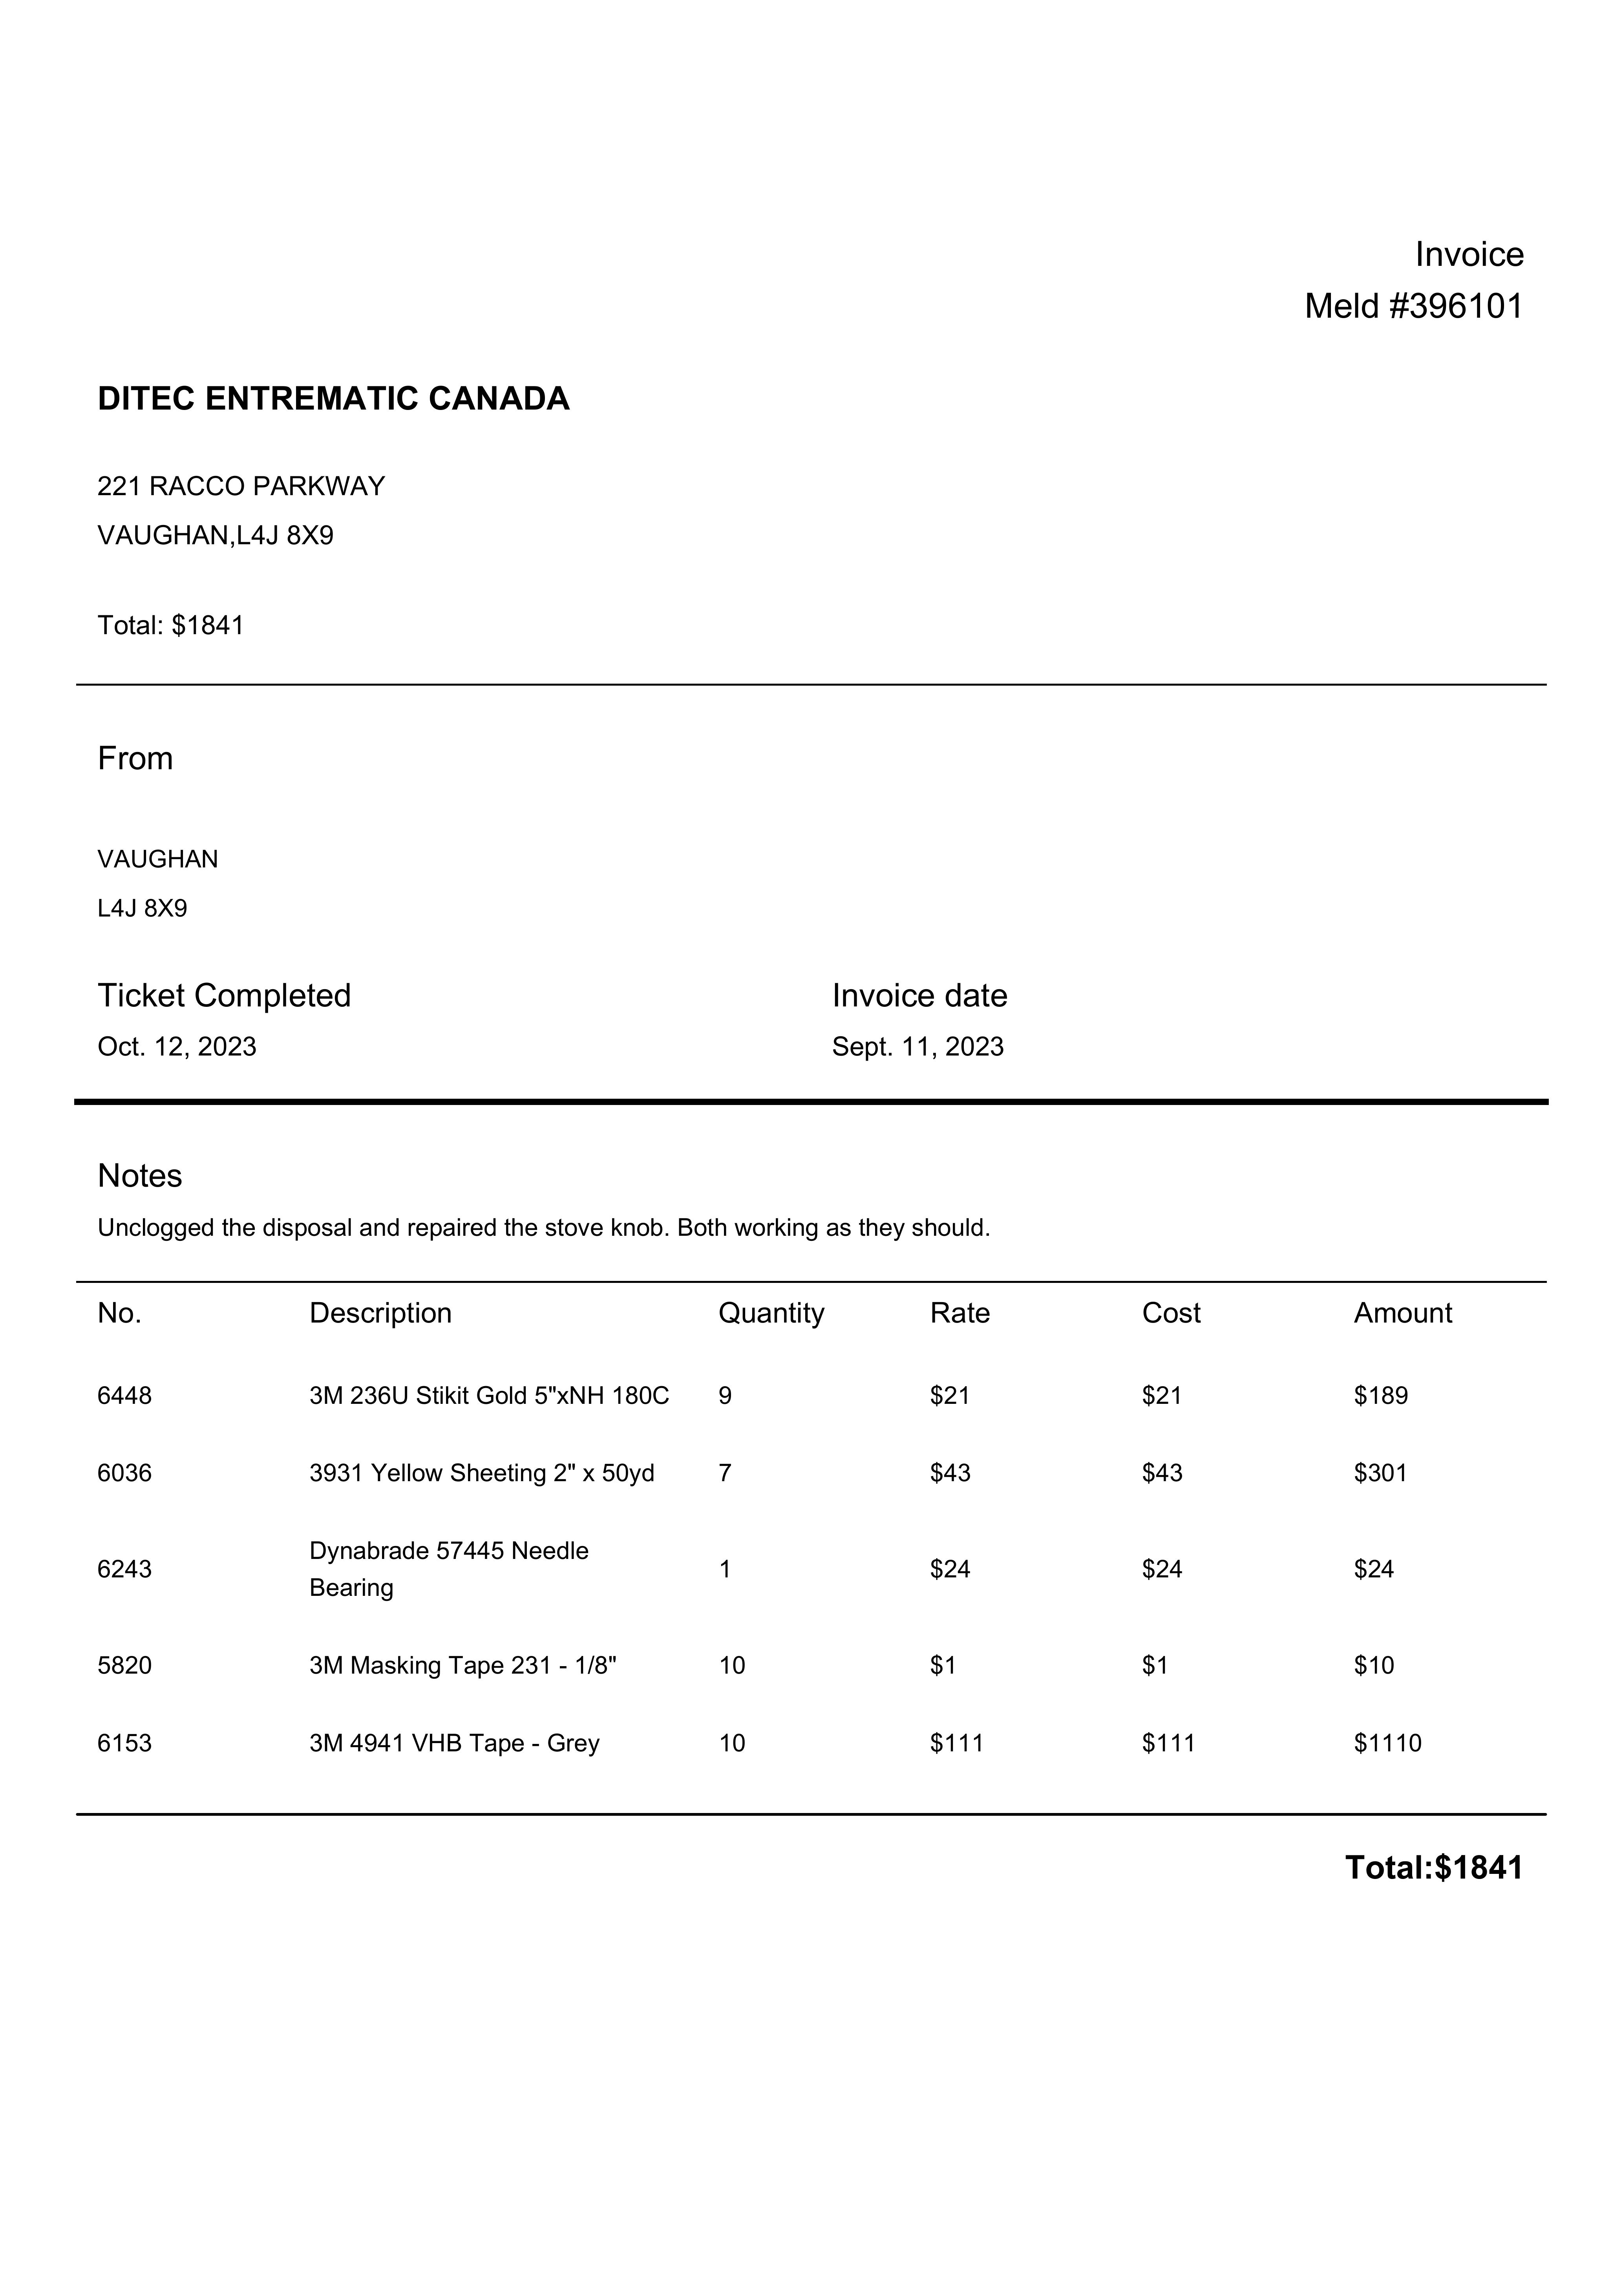 Invoice
Meld #396101
DITEC ENTREMATIC CANADA
221 RACCO PARKWAY
VAUGHAN,L4J 8X9
Total: $1841
From
VAUGHAN
L4J 8X9
Ticket Completed Invoice date
Oct. 12, 2023 Sept. 11, 2023
Notes
Unclogged the disposal and repaired the stove knob. Both working as they should.
No. Description Quantity Rate Cost Amount
6448 3M 236U Stikit Gold 5"xNH 180C 9 $21 $21 $189
6036 3931 Yellow Sheeting 2" x 50yd 7 $43 $43 $301
6243 Dynabrade 57445 Needle
Bearing 1 $24 $24 $24
5820 3M Masking Tape 231 - 1/8" 10 $1 $1 $10
6153 3M 4941 VHB Tape - Grey 10 $111 $111 $1110
Total:$1841